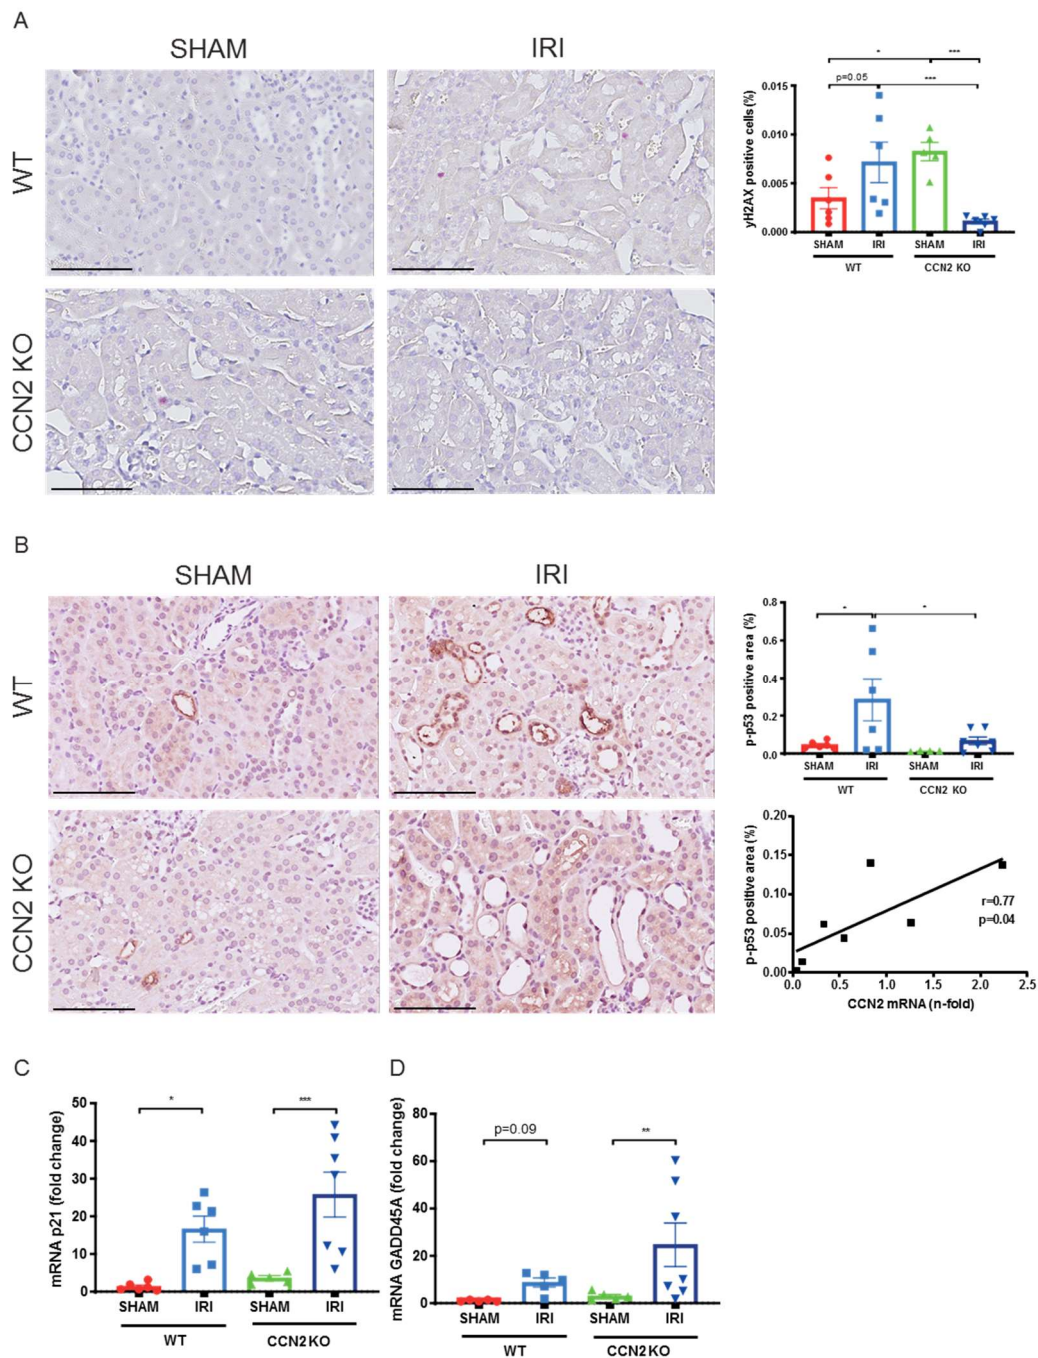 A
SHAM
IRI
WT
CCN2 KO
yH2AX positive cells (%)
0.015
0.010
0.005
0.000
* ***
p=0.05 ***
SHAM IRI SHAM IRI
WT CCN2 KO
B
SHAM
IRI
WT
CCN2 KO
p-p53 positive area (%)
0.8
0.6
0.4
0.2
0.0
* *
SHAM IRI SHAM IRI
WT CCN2 KO
p-p53 positive area (%)
0.20
0.15
0.10
0.05
0.00
r=0.77
p=0.04
0.0 0.5 1.0 1.5 2.0 2.5
CCN2 mRNA (n-fold)
C
mRNA p21 (fold change)
50
40
30
20
10
0
* ***
SHAM IRI SHAM IRI
WT CCN2KO
D
mRNA GADD45A (fold change)
80
60
40
20
0
p=0.09 **
SHAM IRI SHAM IRI
WT CCN2KO